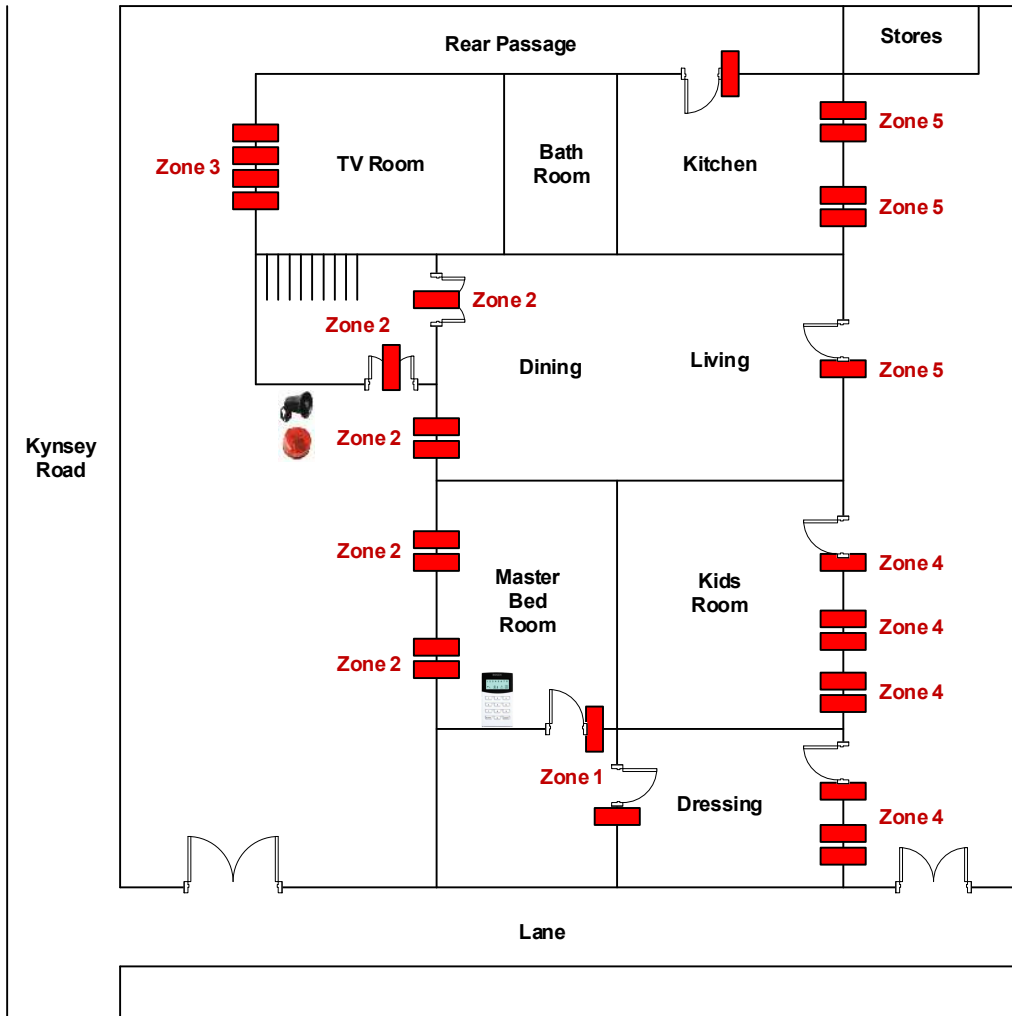 Rear Passage
Stores
Zone 5
Zone 3
TV Room
Bath
Room
Kitchen
Zone 5
Zone 2
Zone 2
Dining
Living
Zone 5
Zone 2
Kynsey
Road
Zone 2
Master
Bed
Room
Kids
Room
Zone 4
Zone 4
Zone 2
Zone 4
Zone 1
Dressing
Zone 4
Lane